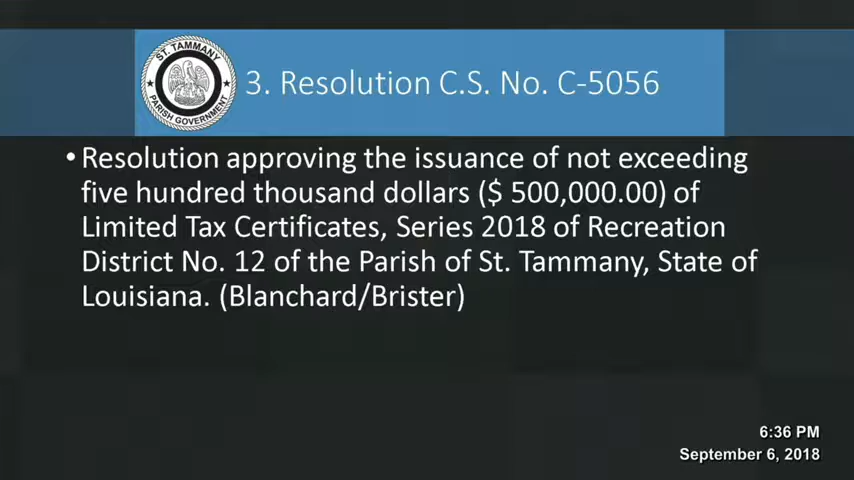 ST. TAMMANY
PARISH GOVERNMENT
3. Resolution C.S. No. C-5056
• Resolution approving the issuance of not exceeding
five hundred thousand dollars ($ 500,000.00) of
Limited Tax Certificates, Series 2018 of Recreation
District No. 12 of the Parish of St. Tammany, State of
Louisiana. (Blanchard/Brister)
6:36 PM
September 6, 2018